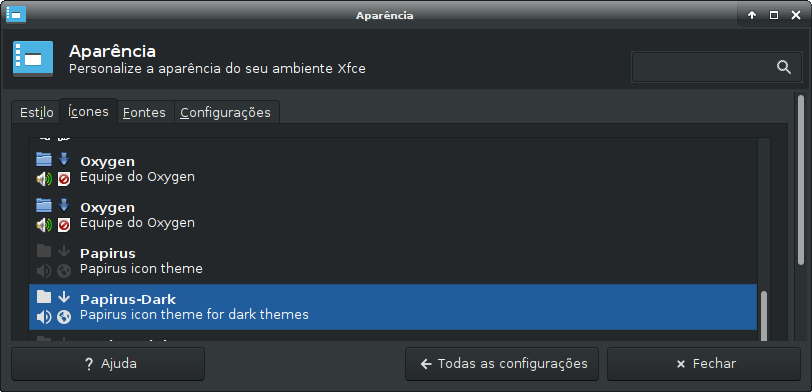 Aparência
Aparência
Personalize a aparência do seu ambiente Xfce
Estilo
Ícones
Fontes
Configurações
Oxygen
Equipe do Oxygen
Oxygen
Equipe do Oxygen
Papirus
Papirus icon theme
Papirus-Dark
Papirus icon theme for dark themes
? Ajuda
Todas as configurações
Fechar